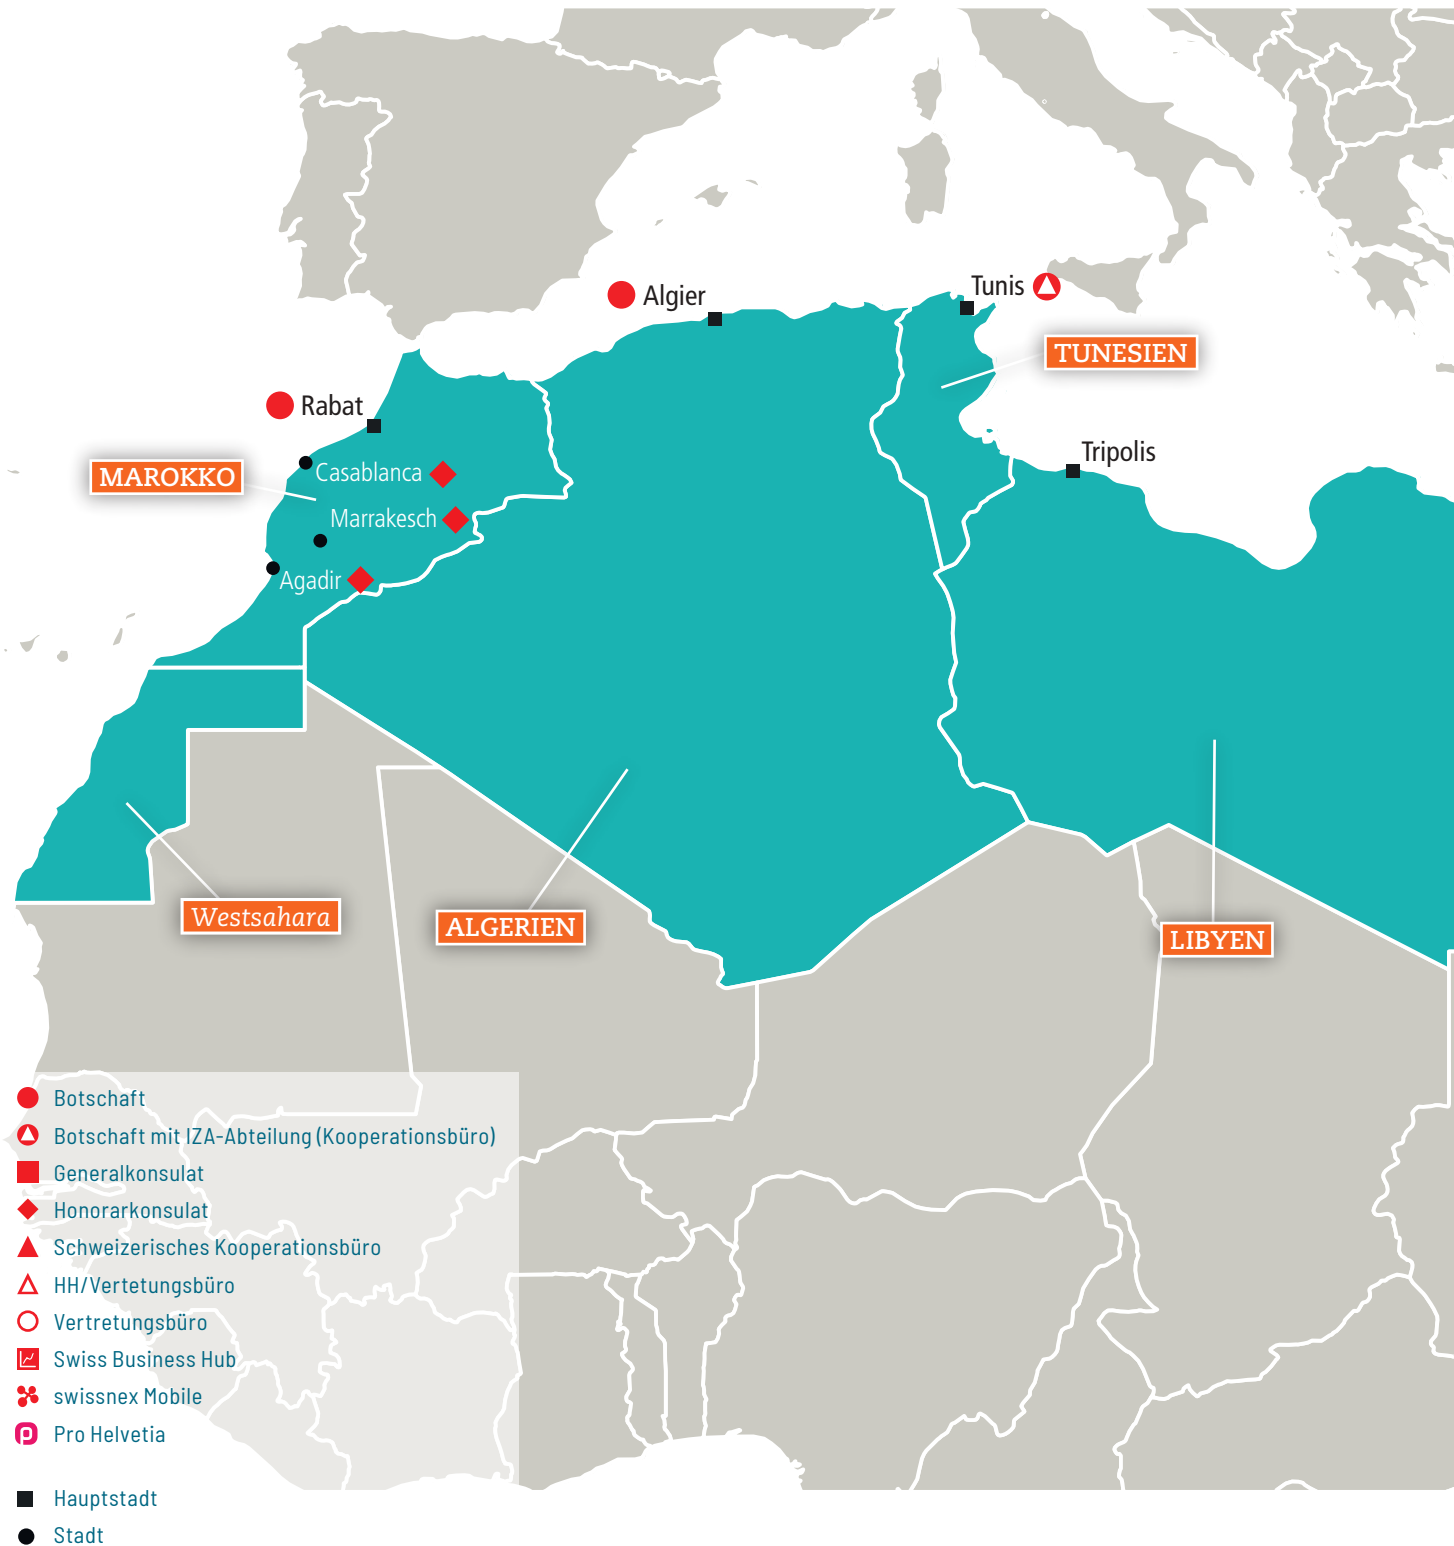 Algier
Tunis
TUNESIEN
Rabat
Tripolis
MAROKKO
Casablanca
Marrakesch
Agadir
Westsahara
ALGERIEN
LIBYEN
Botschaft
Botschaft mit IZA-Abteilung (Kooperationsbüro)
Generalkonsulat
Honorarkonsulat
Schweizerisches Kooperationsbüro
HH/Vertetungsbüro
Vertretungsbüro
Swiss Business Hub
swissnex Mobile
Pro Helvetia
Hauptstadt
Stadt